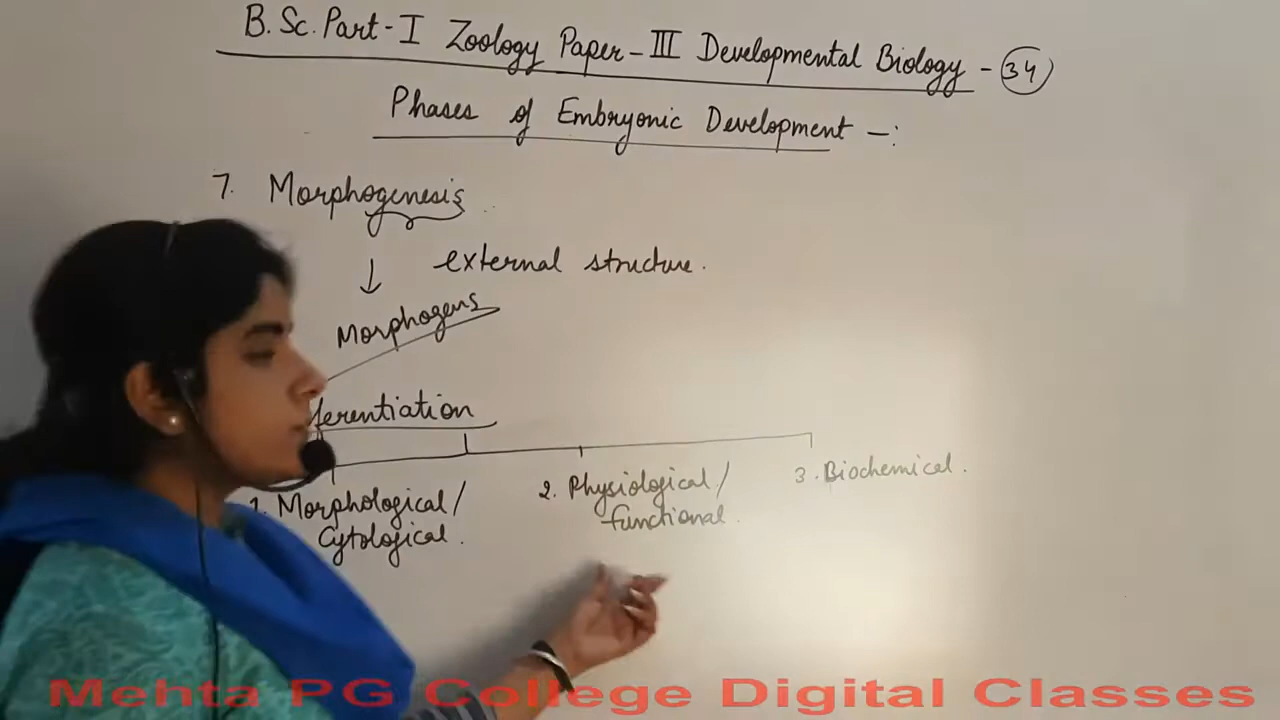 B.Sc. Part-I Zoology Paper-III Developmental Biology - 34
Phases of Embryonic Development -:
7. Morphogenesis
external structure.
Morphogens
ferentiation
1. Morphological/ 2. Physiological/ 3. Biochemical.
Cytological. functional.
Mehta PG College Digital Classes